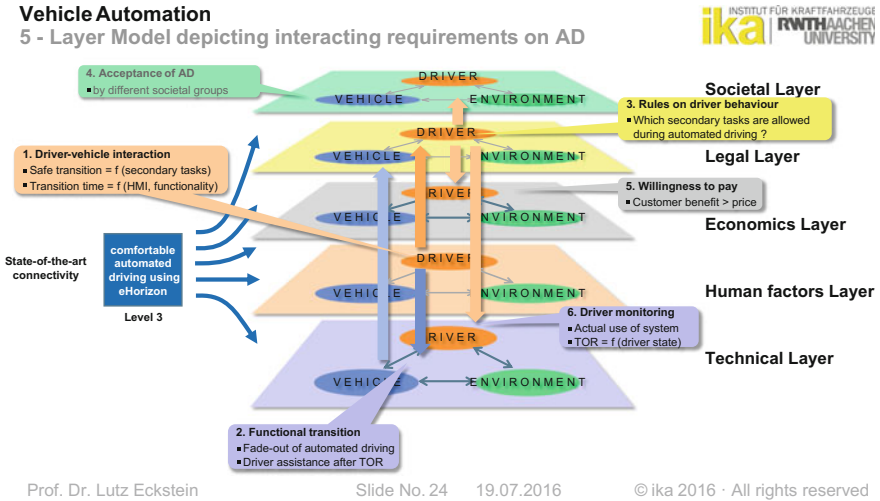 Vehicle Automation
5 - Layer Model depicting interacting requirements on AD
INSTITUT FÜR KRAFTFAHRZEUGE
ika RWTHAACHEN
UNIVERSITY
4. Acceptance of AD
▪ by different societal groups
DRIVER
VEHICLE ENVIRONMENT
Societal Layer
3. Rules on driver behaviour
▪ Which secondary tasks are allowed
during automated driving ?
DRIVER
VEHICLE ENVIRONMENT
Legal Layer
1. Driver-vehicle interaction
▪ Safe transition = f (secondary tasks)
▪ Transition time = f (HMI, functionality)
5. Willingness to pay
▪ Customer benefit > price
DRIVER
VEHICLE NVIRONMENT
Economics Layer
State-of-the-art
connectivity
comfortable
automated
driving using
eHorizon
Level 3
DRIVER
VEHICLE NVIRONMENT
Human factors Layer
6. Driver monitoring
▪ Actual use of system
▪ TOR = f (driver state)
RIVER
VEHICLE ENVIRONMENT
Technical Layer
2. Functional transition
▪ Fade-out of automated driving
▪ Driver assistance after TOR
Prof. Dr. Lutz Eckstein Slide No. 24 19.07.2016 © ika 2016 · All rights reserved